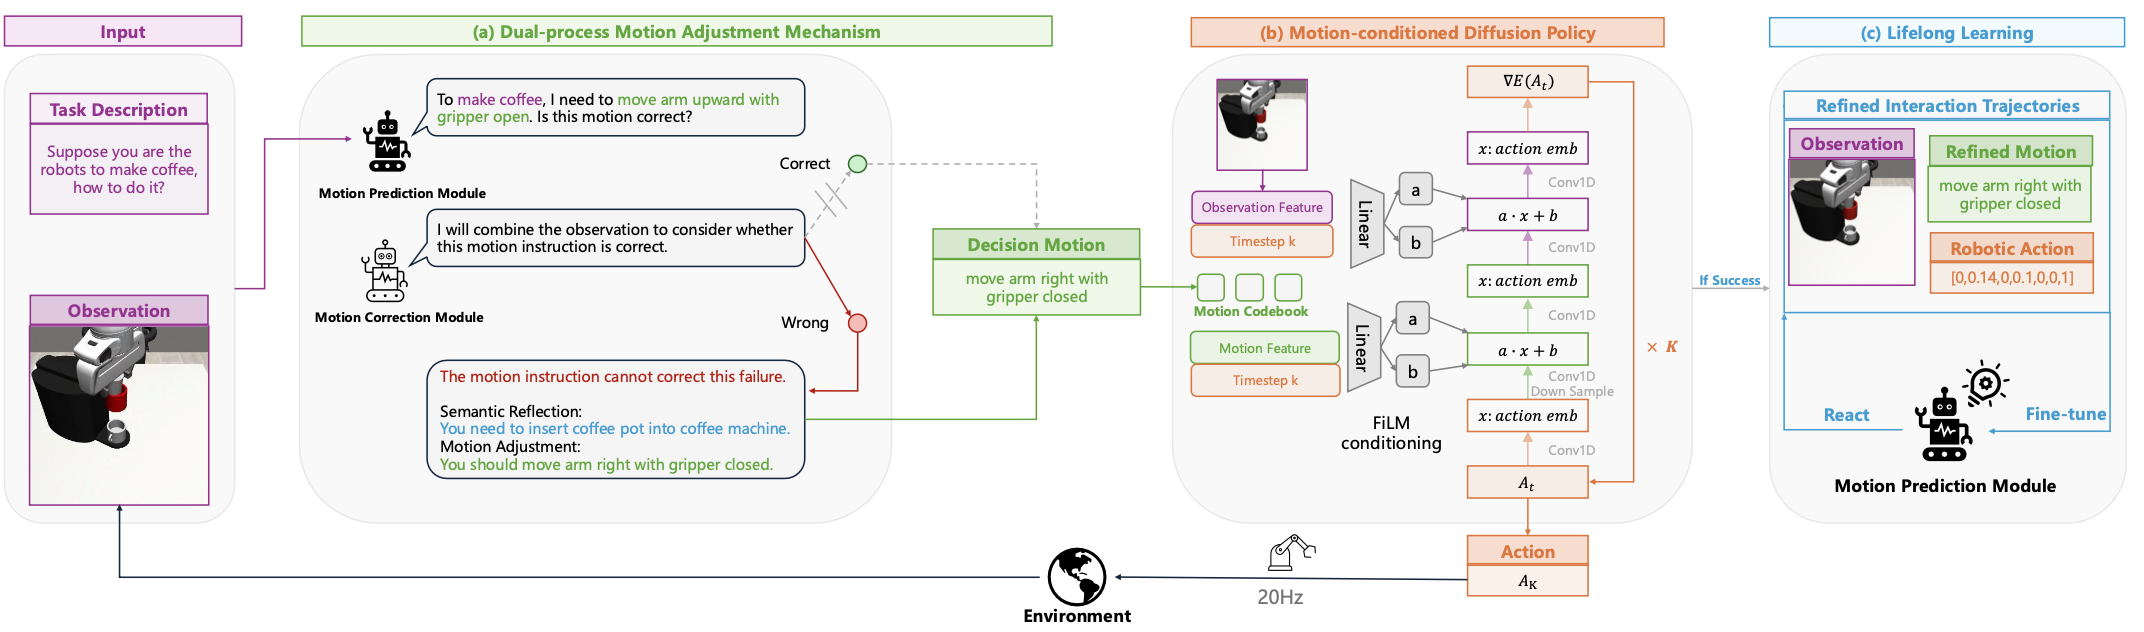 Input
Task Description
Suppose you are the
robots to make coffee,
how to do it?
Observation
(a) Dual-process Motion Adjustment Mechanism
To make coffee, I need to move arm upward with
gripper open. Is this motion correct?
Motion Prediction Module
I will combine the observation to consider whether
this motion instruction is correct.
Motion Correction Module
Correct
Wrong
The motion instruction cannot correct this failure.
Semantic Reflection:
You need to insert coffee pot into coffee machine.
Motion Adjustment:
You should move arm right with gripper closed.
Decision Motion
move arm right with
gripper closed
(b) Motion-conditioned Diffusion Policy
Observation Feature
Timestep k
Motion Codebook
Motion Feature
Timestep k
Linear
a
b
Linear
a
b
FiLM
conditioning
∇E(A_t)
x: action emb
Conv1D
a · x + b
Conv1D
x: action emb
Conv1D
a · x + b
Conv1D
Down Sample
x: action emb
Conv1D
A_t
× K
Action
A_K
20Hz
Environment
If Success
(c) Lifelong Learning
Refined Interaction Trajectories
Observation
Refined Motion
move arm right with
gripper closed
Robotic Action
[0,0.14,0,0.1,0,0,1]
React
Fine-tune
Motion Prediction Module